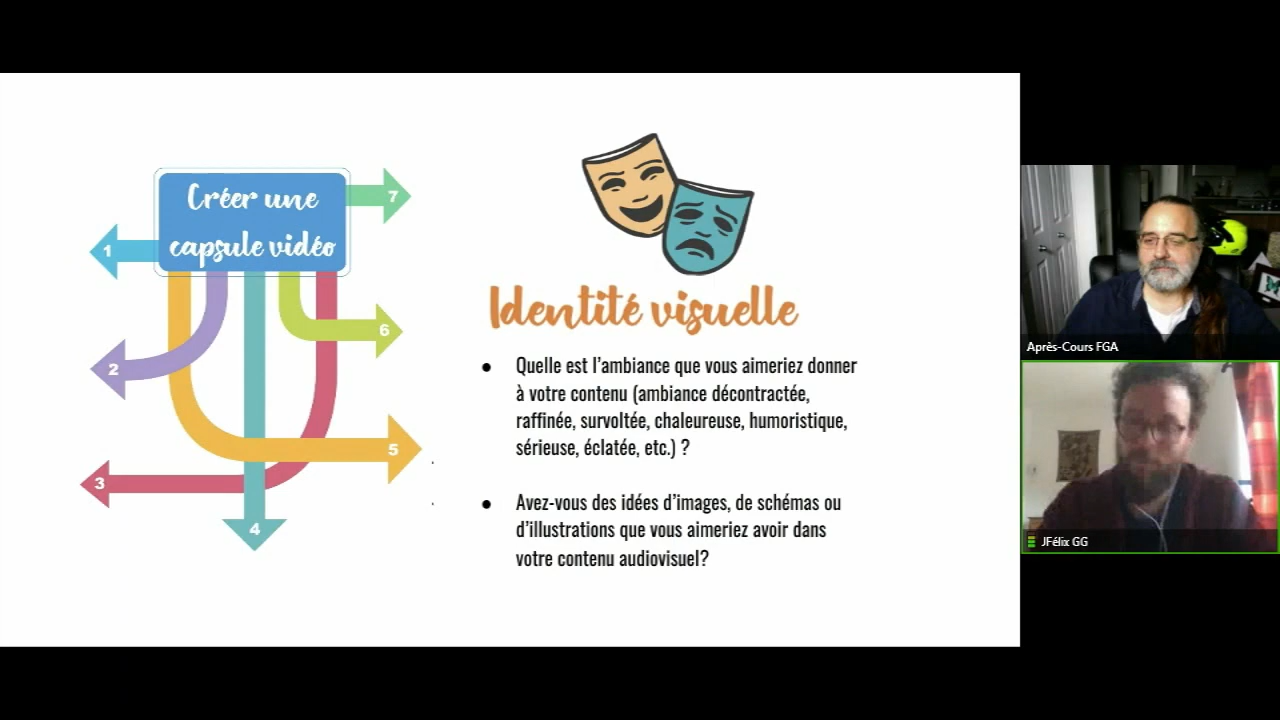 Créer une
capsule vidéo
7
1
6
2
5
3
4
Identité visuelle
● Quelle est l’ambiance que vous aimeriez donner
à votre contenu (ambiance décontractée,
raffinée, survoltée, chaleureuse, humoristique,
sérieuse, éclatée, etc.) ?
● Avez-vous des idées d’images, de schémas ou
d’illustrations que vous aimeriez avoir dans
votre contenu audiovisuel?
Après-Cours FGA
JFélix GG